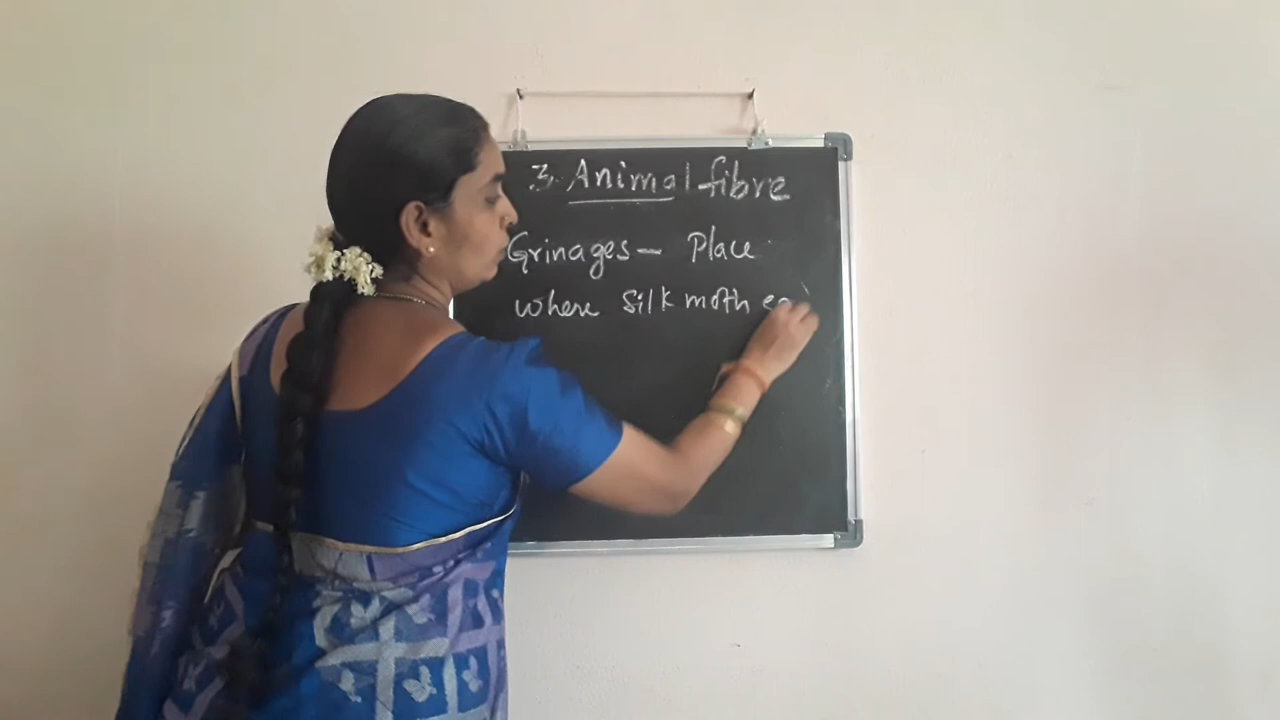 3. Animal fibre
Grinages - Place
where Silk moth